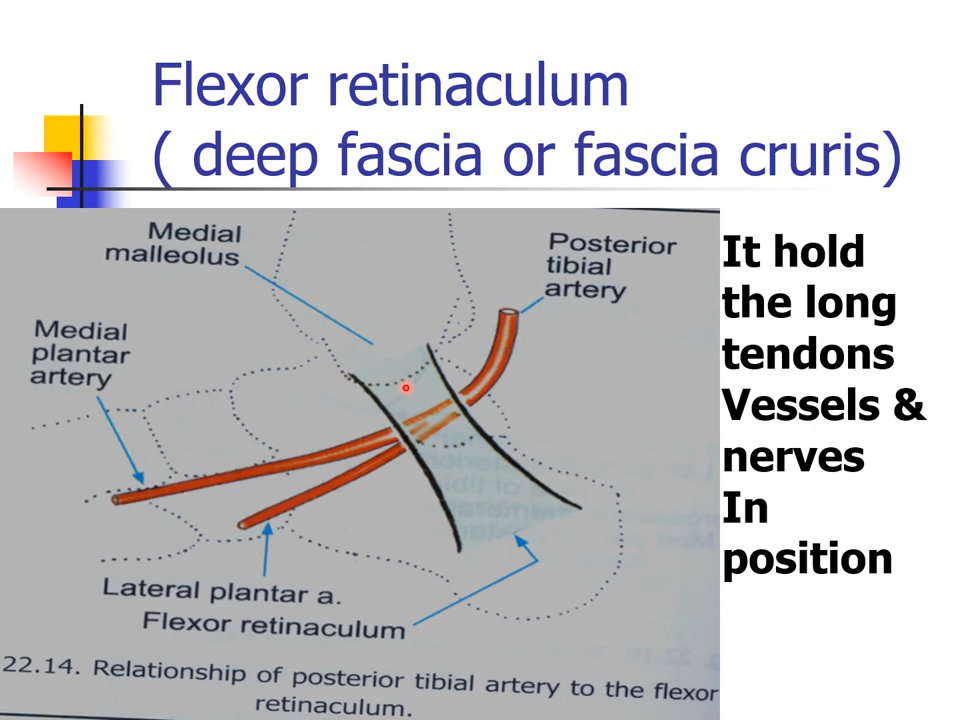 Flexor retinaculum
( deep fascia or fascia cruris)
Medial
malleolus
Posterior
tibial
artery
Medial
plantar
artery
Lateral plantar a.
Flexor retinaculum
22.14. Relationship of posterior tibial artery to the flexor
retinaculum.
It hold
the long
tendons
Vessels &
nerves
In
position